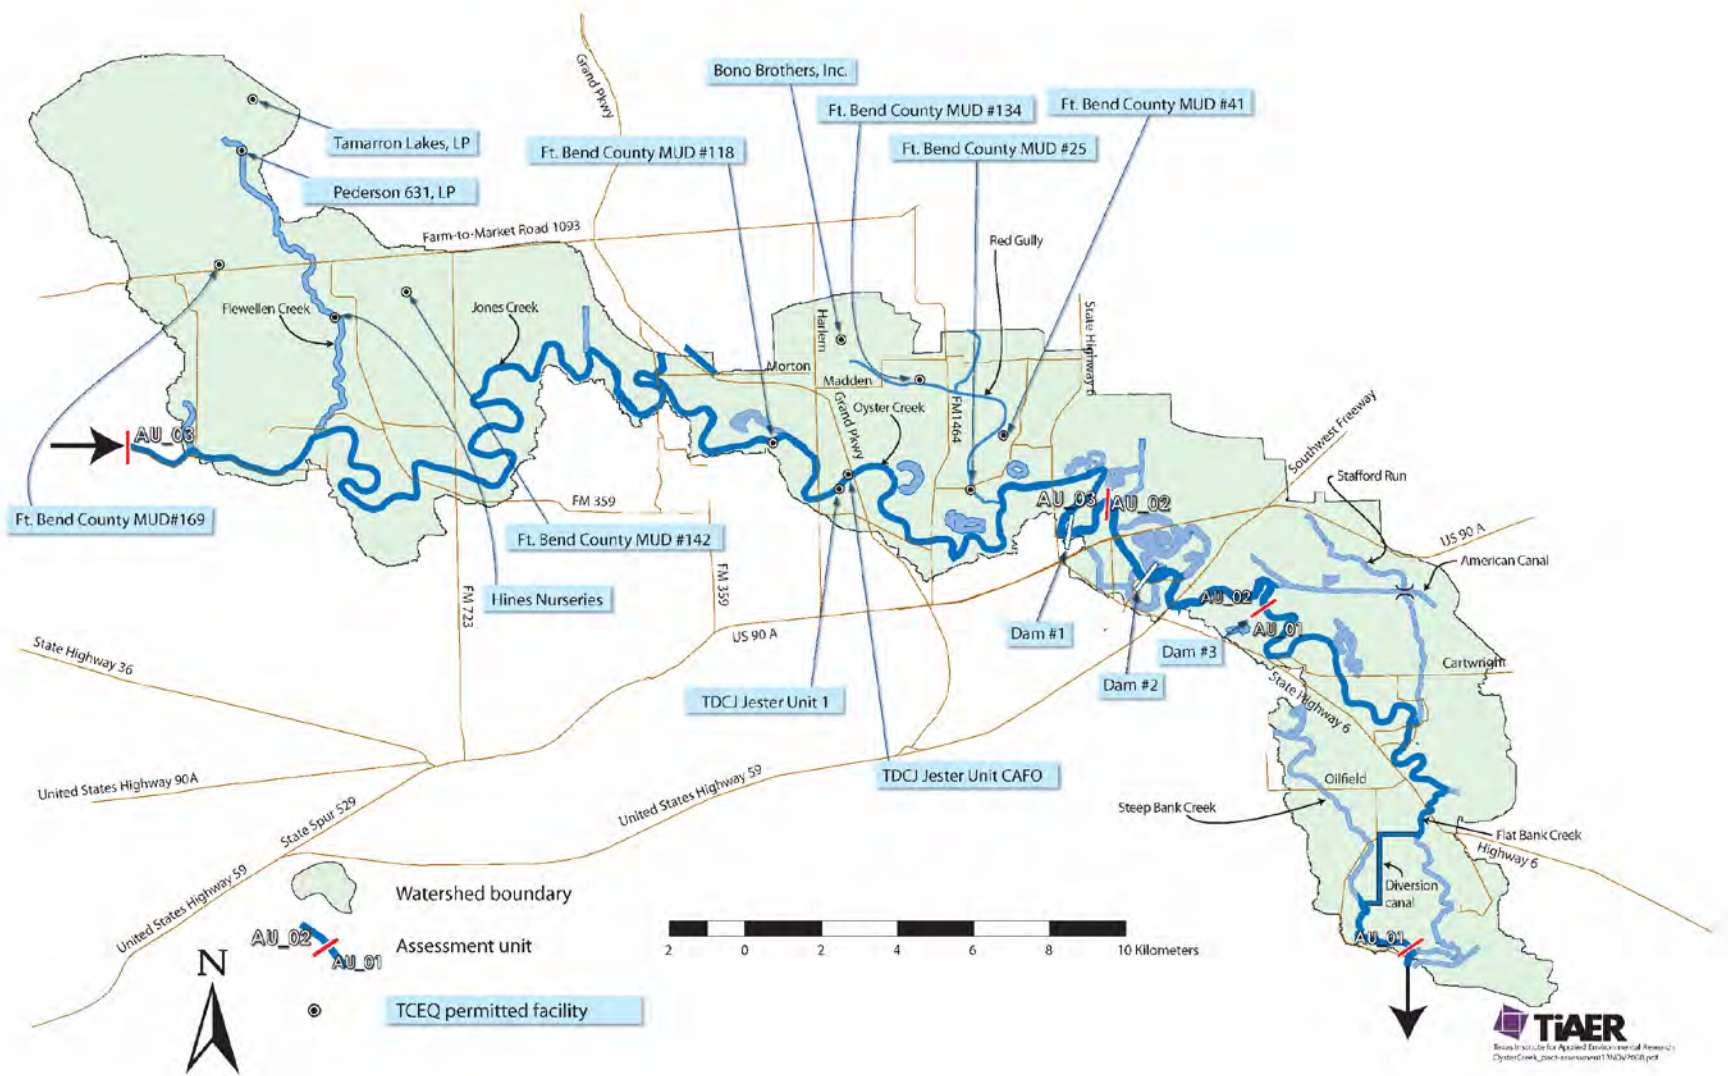 Grand Pkwy
Bono Brothers, Inc.
Ft. Bend County MUD #134
Ft. Bend County MUD #41
Tamarron Lakes, LP
Ft. Bend County MUD #118
Ft. Bend County MUD #25
Pederson 631, LP
Farm-to-Market Road 1093
Red Gully
Flewellen Creek
Jones Creek
Harlem
State Highway 6
Morton
Madden
Oyster Creek
Grand Pkwy
FM1464
Southwest Freeway
AU_03
Stafford Run
FM 359
AU_03
AU_02
Ft. Bend County MUD#169
Ft. Bend County MUD #142
US 90 A
American Canal
Hines Nurseries
FM 723
FM 359
US 90 A
AU_02
AU_01
Dam #1
Dam #3
Dam #2
Cartwright
State Highway 36
TDCJ Jester Unit 1
State Highway 6
TDCJ Jester Unit CAFO
Oilfield
United States Highway 90A
United States Highway 59
Steep Bank Creek
State Spur 529
Flat Bank Creek
Highway 6
Diversion
canal
United States Highway 59
Watershed boundary
AU_02
AU_01
Assessment unit
AU_01
N
2 0 2 4 6 8 10 Kilometers
TCEQ permitted facility
TiAER
Texas Institute for Applied Environmental Research